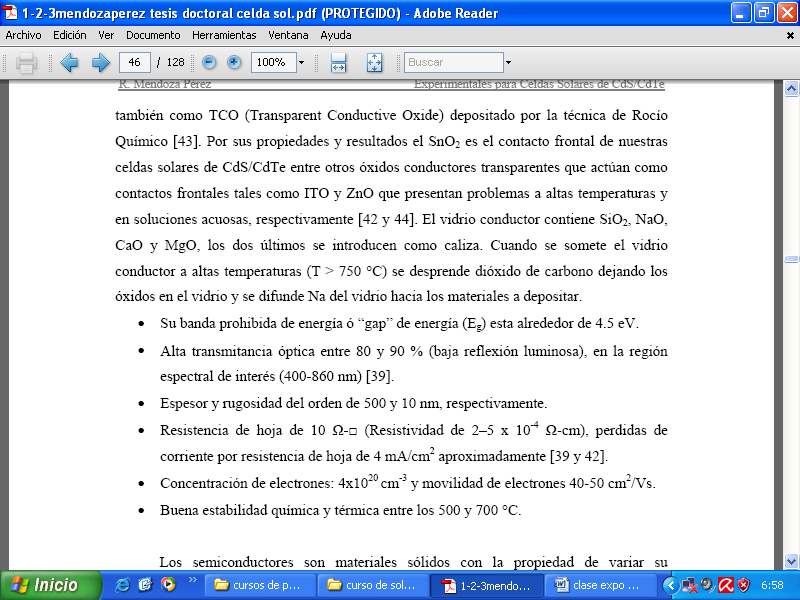 1-2-3mendozaperez tesis doctoral celda sol.pdf (PROTEGIDO) - Adobe Reader
Archivo Edición Ver Documento Herramientas Ventana Ayuda
46 / 128 100% Buscar
R. Mendoza Pérez Experimentales para Celdas Solares de CdS/CdTe
también como TCO (Transparent Conductive Oxide) depositado por la técnica de Rocío
Químico [43]. Por sus propiedades y resultados el SnO₂ es el contacto frontal de nuestras
celdas solares de CdS/CdTe entre otros óxidos conductores transparentes que actúan como
contactos frontales tales como ITO y ZnO que presentan problemas a altas temperaturas y
en soluciones acuosas, respectivamente [42 y 44]. El vidrio conductor contiene SiO₂, NaO,
CaO y MgO, los dos últimos se introducen como caliza. Cuando se somete el vidrio
conductor a altas temperaturas (T > 750 °C) se desprende dióxido de carbono dejando los
óxidos en el vidrio y se difunde Na del vidrio hacia los materiales a depositar.
• Su banda prohibida de energía ó “gap” de energía (Eg) esta alrededor de 4.5 eV.
• Alta transmitancia óptica entre 80 y 90 % (baja reflexión luminosa), en la región
espectral de interés (400-860 nm) [39].
• Espesor y rugosidad del orden de 500 y 10 nm, respectivamente.
• Resistencia de hoja de 10 Ω-□ (Resistividad de 2–5 x 10⁻⁴ Ω-cm), perdidas de
corriente por resistencia de hoja de 4 mA/cm² aproximadamente [39 y 42].
• Concentración de electrones: 4x10²⁰ cm⁻³ y movilidad de electrones 40-50 cm²/Vs.
• Buena estabilidad química y térmica entre los 500 y 700 °C.
Los semiconductores son materiales sólidos con la propiedad de variar su
Inicio » cursos de p... curso de sol... 1-2-3mendo... clase expo ... 6:58